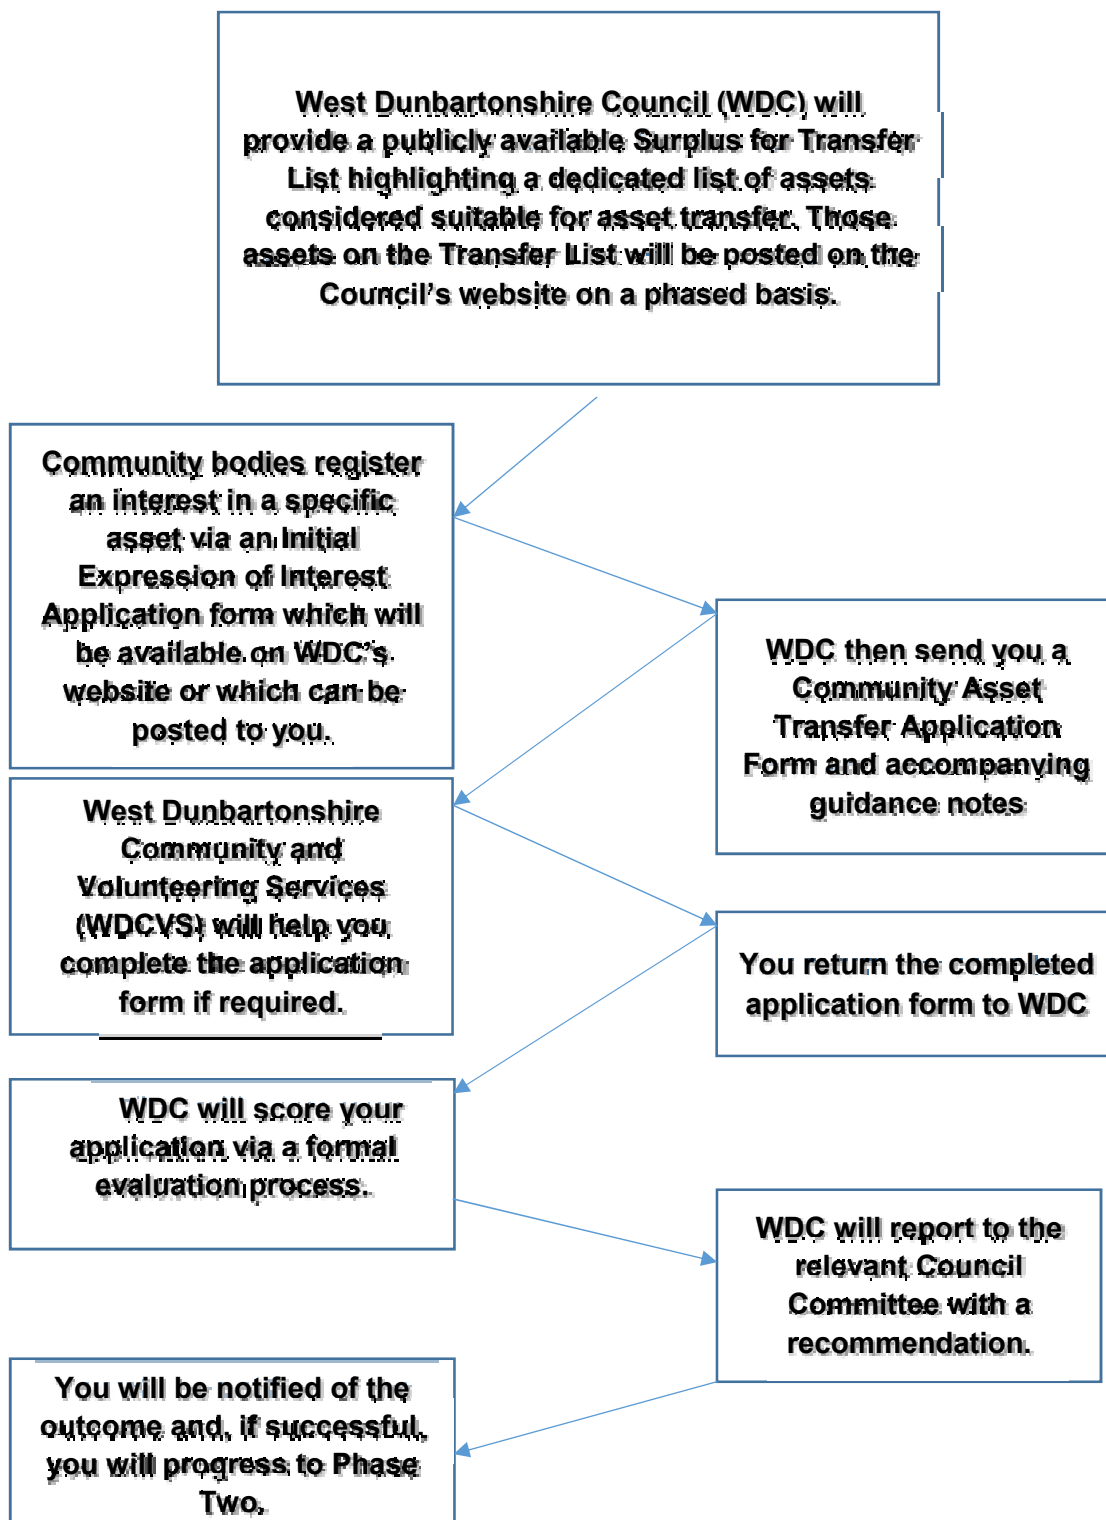 West Dunbartonshire Council (WDC) will
provide a publicly available Surplus for Transfer
List highlighting a dedicated list of assets
considered suitable for asset transfer. Those
assets on the Transfer List will be posted on the
Council's website on a phased basis.
Community bodies register
an interest in a specific
asset via an Initial
Expression of Interest
Application form which will
be available on WDC's
website or which can be
posted to you.
WDC then send you a
Community Asset
Transfer Application
Form and accompanying
guidance notes
West Dunbartonshire
Community and
Volunteering Services
(WDCVS) will help you
complete the application
form if required.
You return the completed
application form to WDC
WDC will score your
application via a formal
evaluation process.
WDC will report to the
relevant Council
Committee with a
recommendation.
You will be notified of the
outcome and, if successful,
you will progress to Phase
Two.